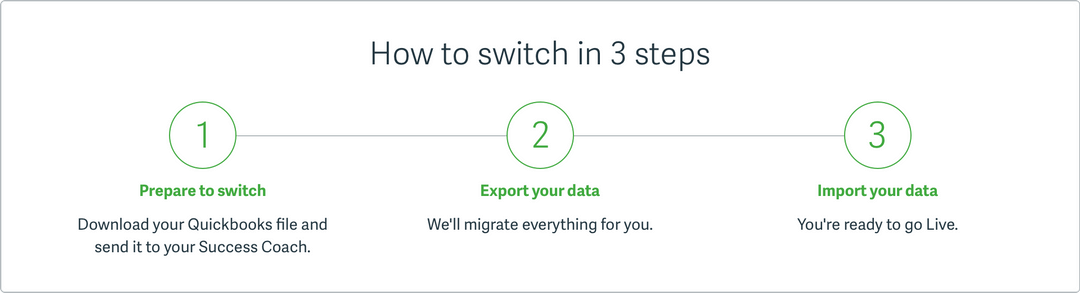 How to switch in 3 steps
1
2
3
Prepare to switch
Export your data
Import your data
Download your Quickbooks file and
send it to your Success Coach.
We'll migrate everything for you.
You're ready to go Live.